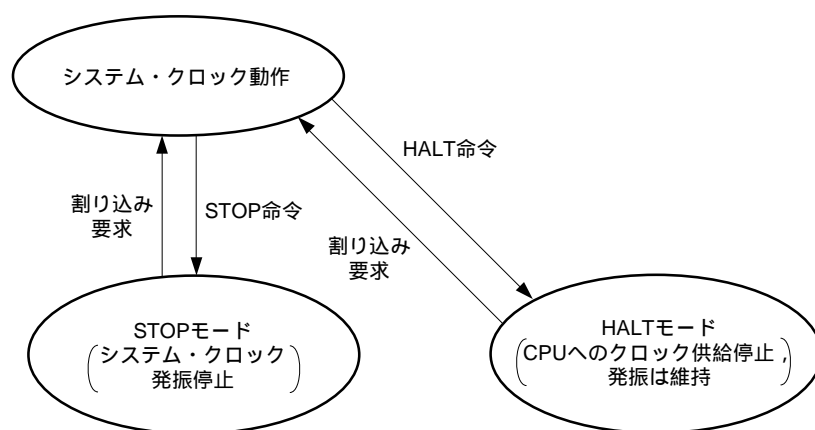 システム・クロック動作
HALT命令
割り込み
要求
STOP命令
割り込み
要求
STOPモード
(システム・クロック
発振停止)
HALTモード
(CPUへのクロック供給停止,
発振は維持)